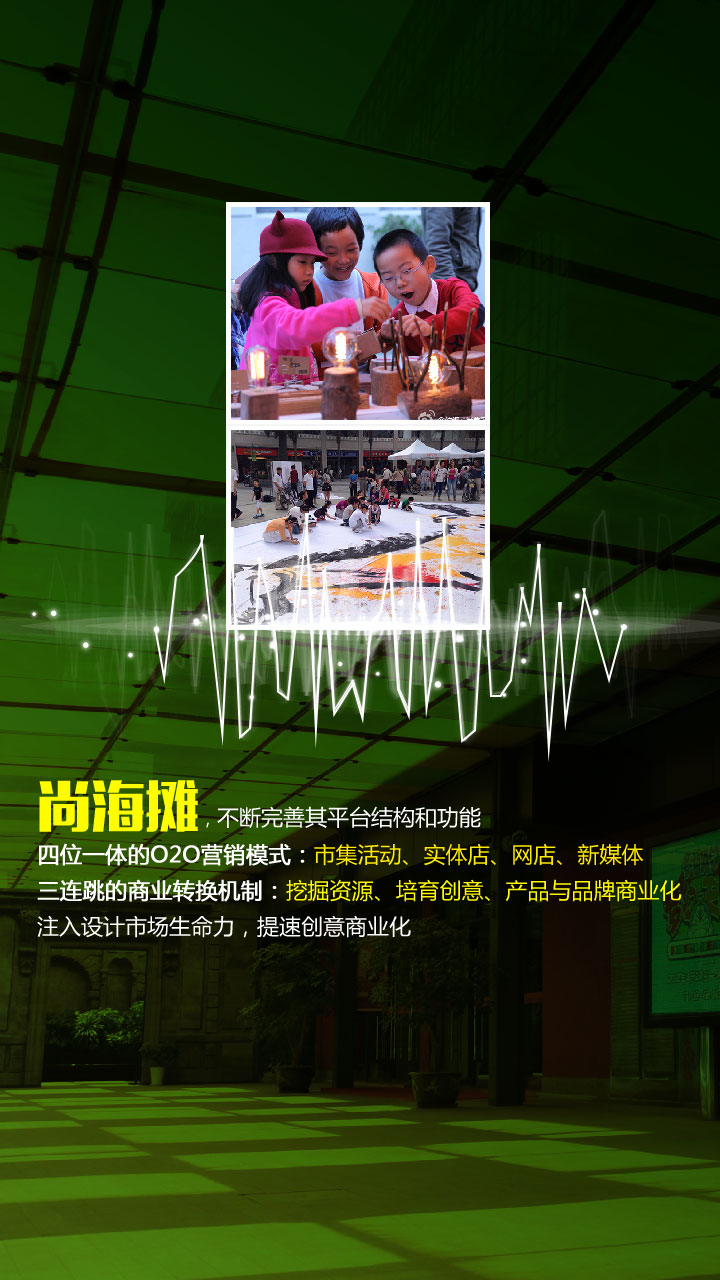 尚海摊，不断完善其平台结构和功能
四位一体的O2O营销模式：市集活动、实体店、网店、新媒体
三连跳的商业转换机制：挖掘资源、培育创意、产品与品牌商业化
注入设计市场生命力，提速创意商业化